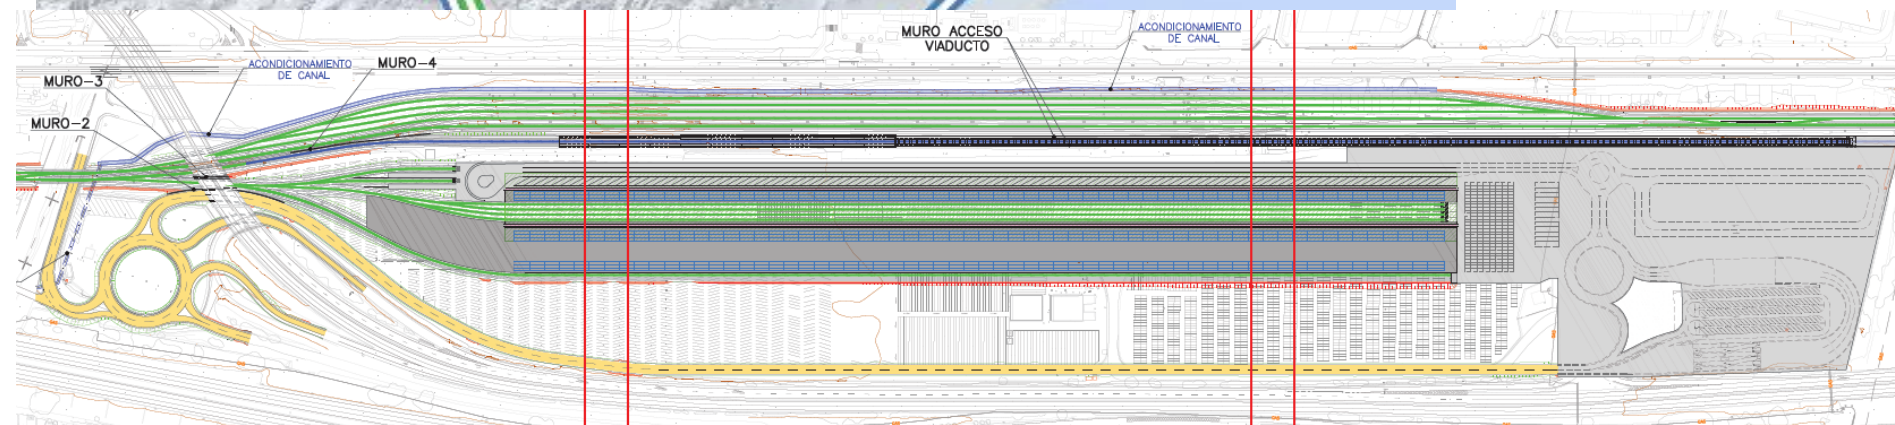 MURO ACCESO
VIADUCTO
ACONDICIONAMIENTO
DE CANAL
ACONDICIONAMIENTO
DE CANAL
MURO-4
MURO-3
MURO-2